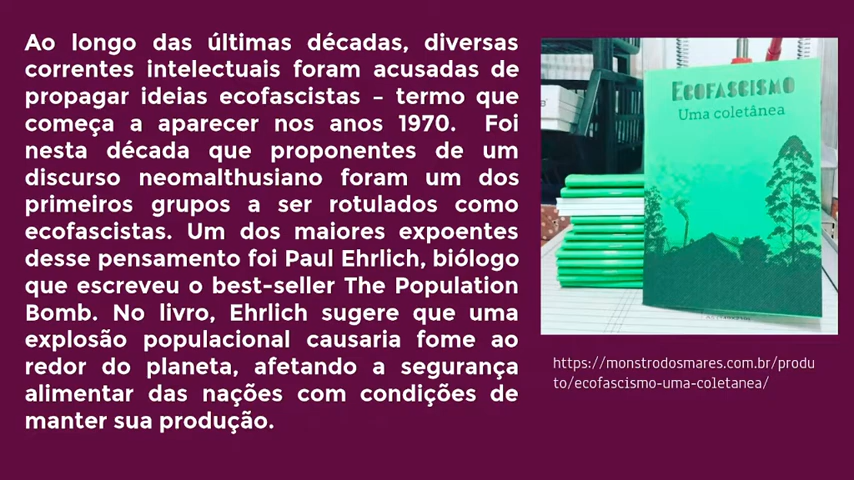 Ao longo das últimas décadas, diversas
correntes intelectuais foram acusadas de
propagar ideias ecofascistas – termo que
começa a aparecer nos anos 1970. Foi
nesta década que proponentes de um
discurso neomalthusiano foram um dos
primeiros grupos a ser rotulados como
ecofascistas. Um dos maiores expoentes
desse pensamento foi Paul Ehrlich, biólogo
que escreveu o best-seller The Population
Bomb. No livro, Ehrlich sugere que uma
explosão populacional causaria fome ao
redor do planeta, afetando a segurança
alimentar das nações com condições de
manter sua produção.
Ecofascismo
Uma coletânea
https://monstrodosmares.com.br/produ
to/ecofascismo-uma-coletanea/